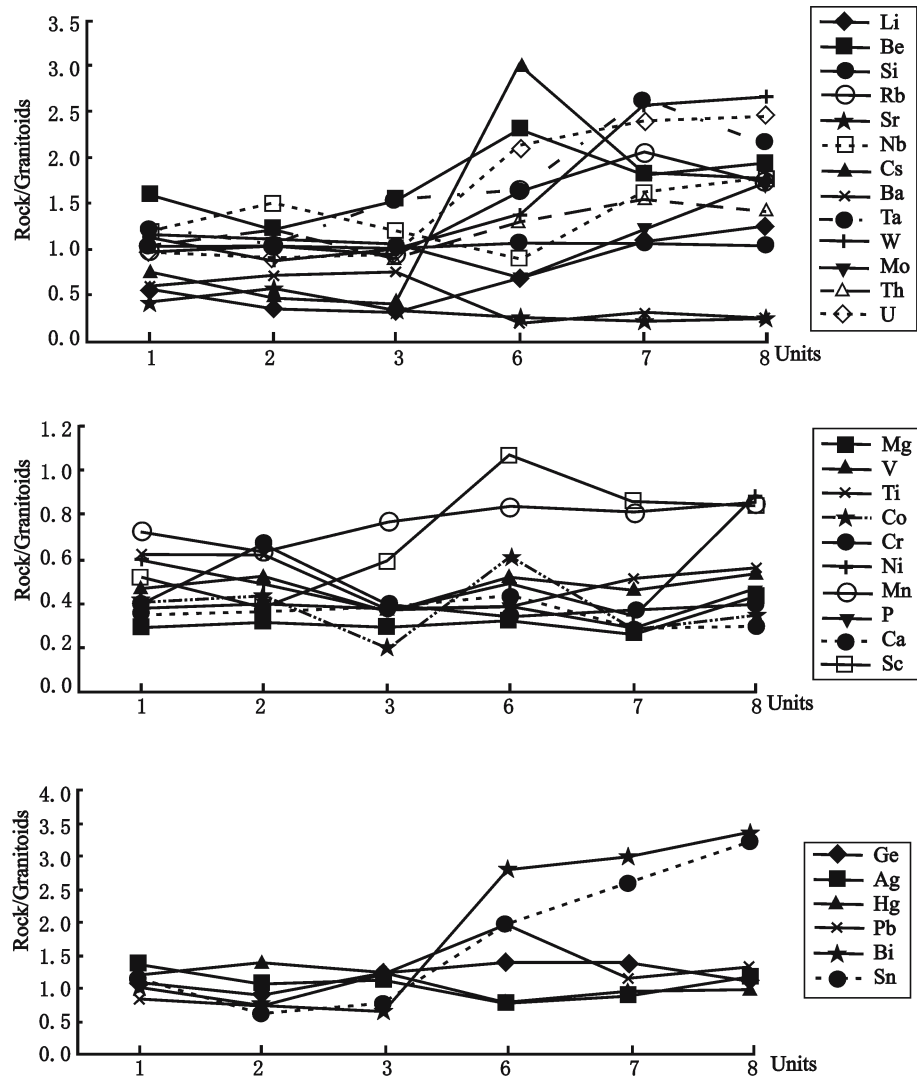 3.5
3.0
2.5
2.0
1.5
1.0
0.5
0.0
Rock/Granitoids
1 2 3 6 7 8 Units
Li
Be
Si
Rb
Sr
Nb
Cs
Ba
Ta
W
Mo
Th
U
1.2
1.0
0.8
0.6
0.4
0.2
0.0
Rock/Granitoids
1 2 3 6 7 8 Units
Mg
V
Ti
Co
Cr
Ni
Mn
P
Ca
Sc
4.0
3.5
3.0
2.5
2.0
1.5
1.0
0.5
0.0
Rock/Granitoids
1 2 3 6 7 8 Units
Ge
Ag
Hg
Pb
Bi
Sn